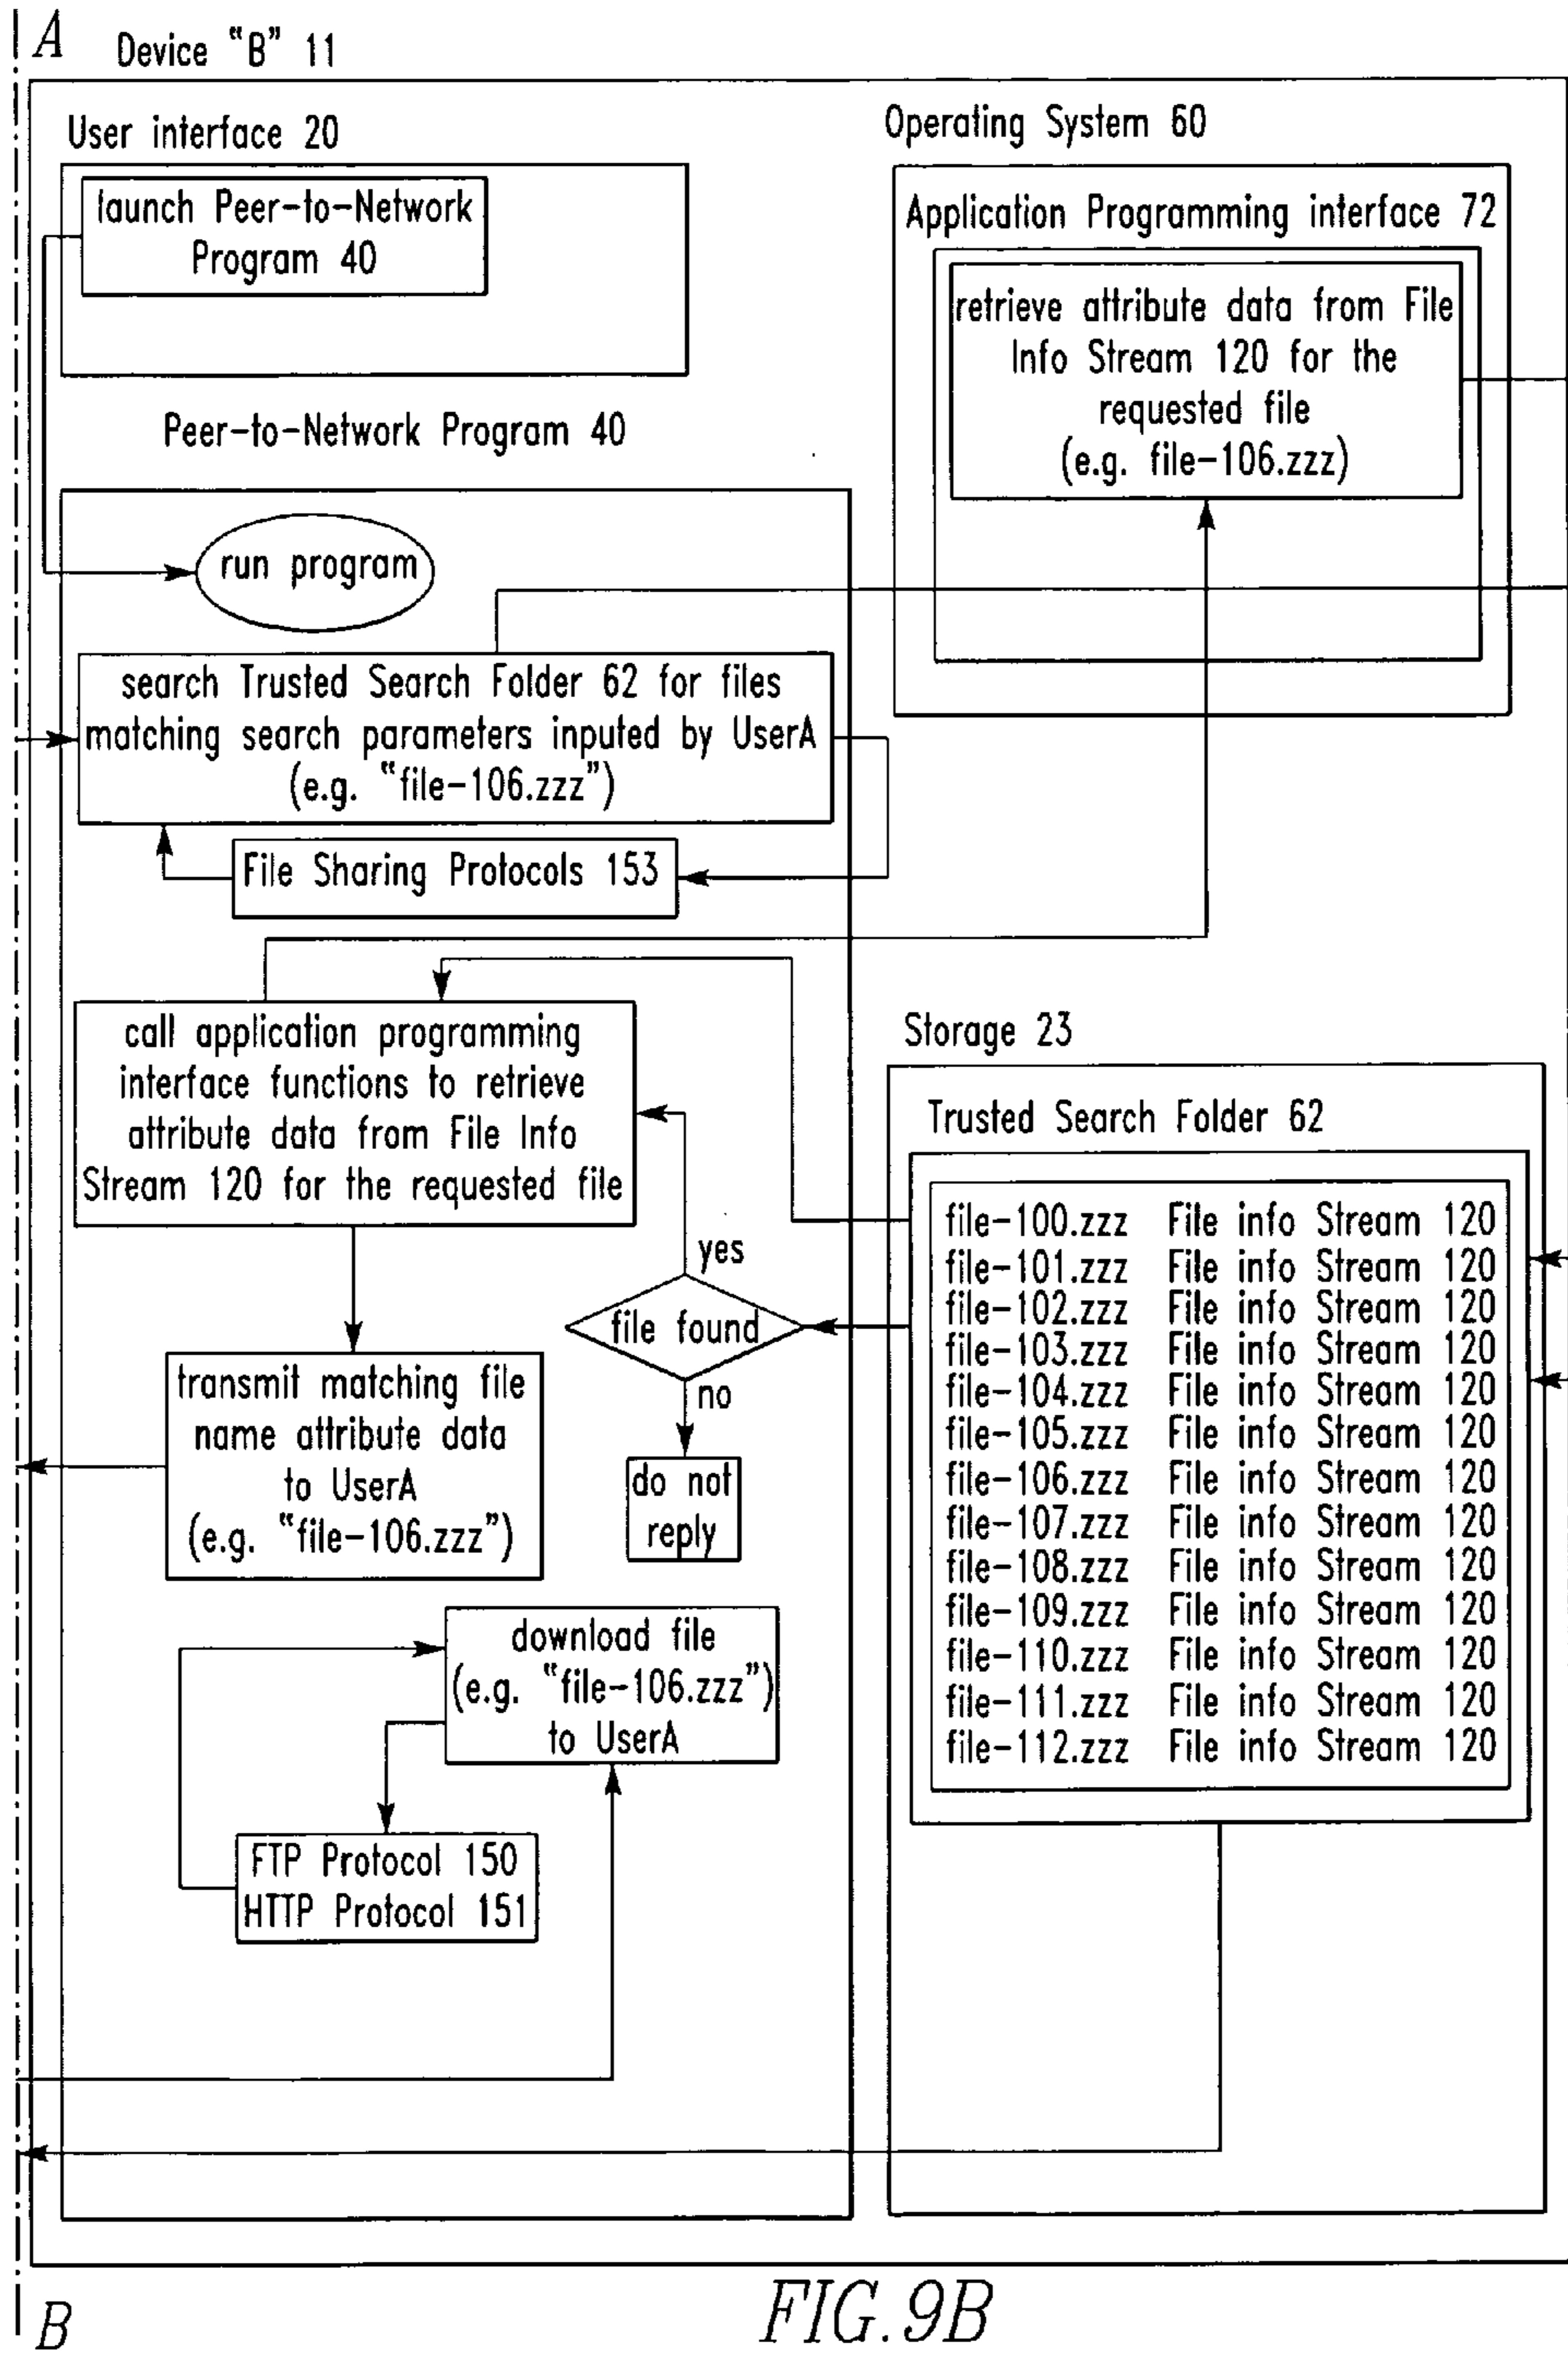 A
Device "B" 11
User interface 20
launch Peer-to-Network
Program 40
Operating System 60
Application Programming interface 72
retrieve attribute data from File
Info Stream 120 for the
requested file
(e.g. file-106.zzz)
Peer-to-Network Program 40
run program
search Trusted Search Folder 62 for files
matching search parameters inputed by UserA
(e.g. "file-106.zzz")
File Sharing Protocols 153
call application programming
interface functions to retrieve
attribute data from File Info
Stream 120 for the requested file
yes
file found
no
do not
reply
transmit matching file
name attribute data
to UserA
(e.g. "file-106.zzz")
download file
(e.g. "file-106.zzz")
to UserA
FTP Protocol 150
HTTP Protocol 151
Storage 23
Trusted Search Folder 62
file-100.zzz File info Stream 120
file-101.zzz File info Stream 120
file-102.zzz File info Stream 120
file-103.zzz File info Stream 120
file-104.zzz File info Stream 120
file-105.zzz File info Stream 120
file-106.zzz File info Stream 120
file-107.zzz File info Stream 120
file-108.zzz File info Stream 120
file-109.zzz File info Stream 120
file-110.zzz File info Stream 120
file-111.zzz File info Stream 120
file-112.zzz File info Stream 120
B
FIG. 9B